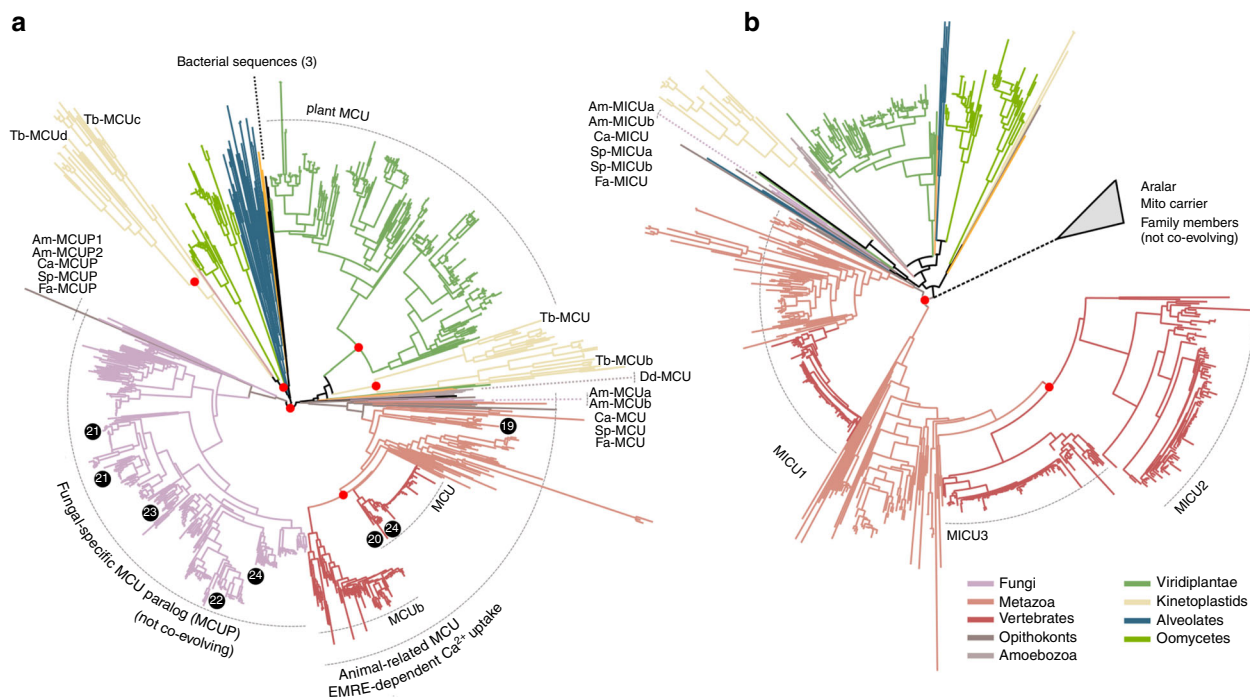 a
b
Bacterial sequences (3)
plant MCU
Tb-MCUc
Tb-MCUd
Am-MCUP1
Am-MCUP2
Ca-MCUP
Sp-MCUP
Fa-MCUP
Tb-MCU
Tb-MCUb
Dd-MCU
Am-MCUa
Am-MCUb
Ca-MCU
Sp-MCU
Fa-MCU
19
21
21
23
24
22
20
24
MCU
MCUb
Fungal-specific MCU paralog (MCUP)
(not co-evolving)
Animal-related MCU
EMRE-dependent Ca²⁺ uptake
Am-MICUa
Am-MICUb
Ca-MICU
Sp-MICUa
Sp-MICUb
Fa-MICU
Aralar
Mito carrier
Family members
(not co-evolving)
MICU1
MICU2
MICU3
Fungi
Metazoa
Vertebrates
Opithokonts
Amoebozoa
Viridiplantae
Kinetoplastids
Alveolates
Oomycetes